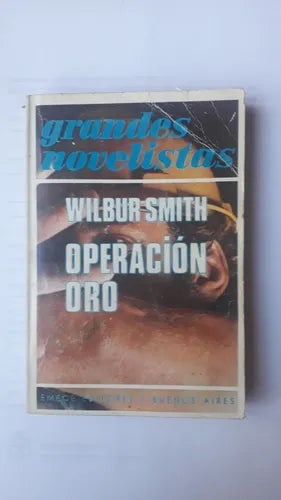 grandes
novelistas
WILBUR SMITH
OPERACIÓN
ORO
EMECÉ EDITORES / BUENOS AIRES